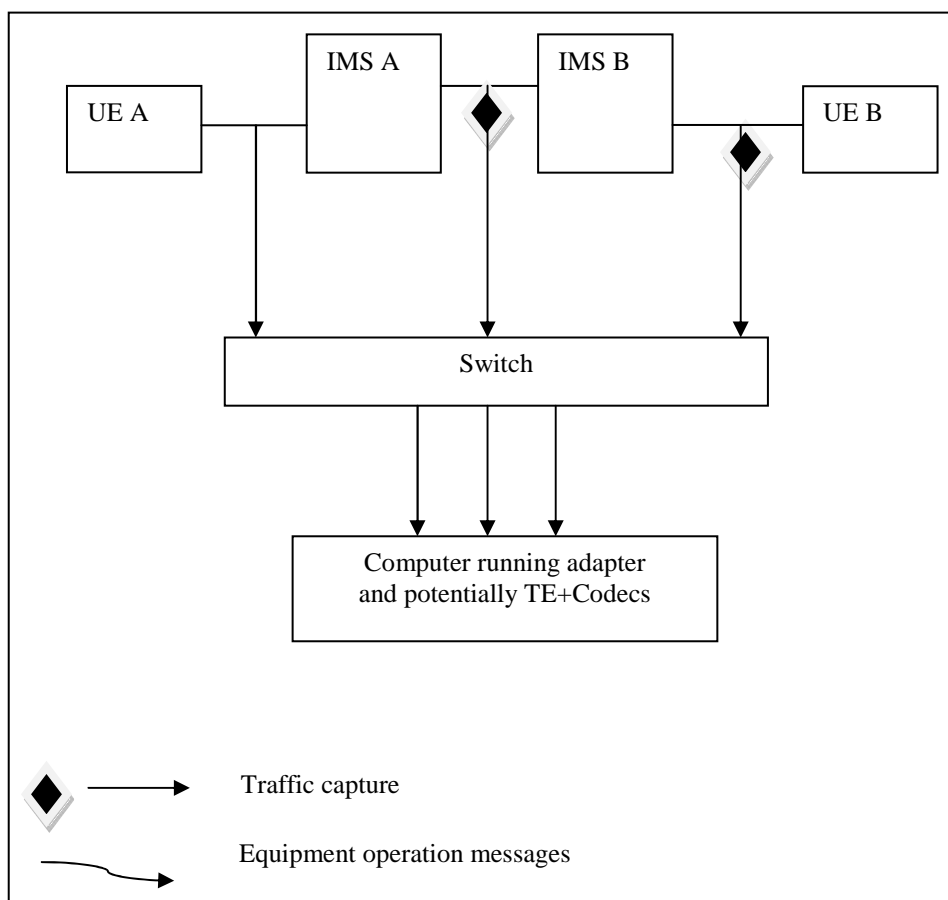 UE A
IMS A
IMS B
UE B
Switch
Computer running adapter
and potentially TE+Codecs
Traffic capture
Equipment operation messages